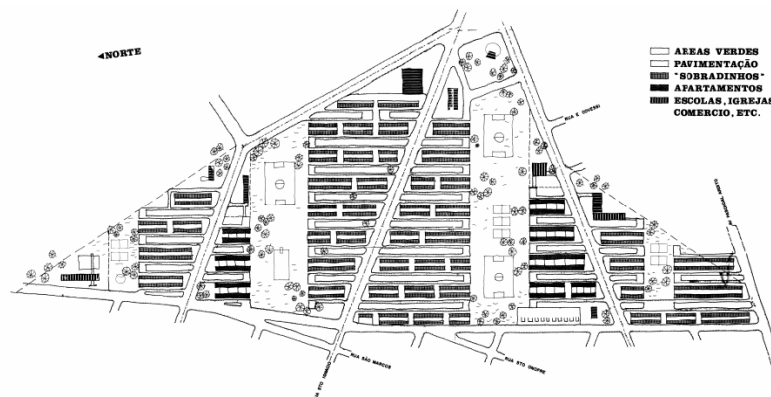 ◄NORTE
AREAS VERDES
PAVIMENTAÇÃO
"SOBRADINHOS"
APARTAMENTOS
ESCOLAS, IGREJAS
COMERCIO, ETC.
RUA SÃO MARCOS
RUA STO ONOFRE